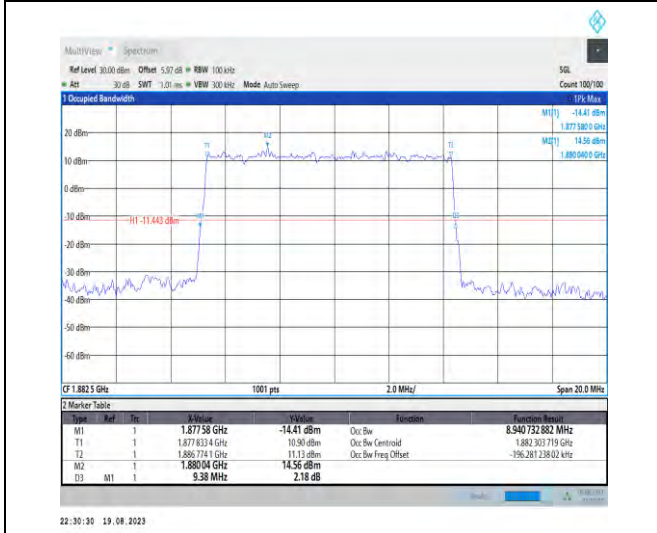 MultiView Spectrum
Ref Level 30.00 dBm Offset 5.97 dB RBW 100 kHz SGL
Att 30 dB SWT 1.01 ms VBW 300 kHz Mode Auto Sweep Count 100/100
1 Occupied Bandwidth 1Pk Max
M1[1] -14.41 dBm
1.877 580 0 GHz
M2[1] 14.56 dBm
1.880 040 0 GHz
20 dBm
T1 M2 T2
10 dBm
0 dBm
-10 dBm
M1 D3
H1 -11.443 dBm
-20 dBm
-30 dBm
-40 dBm
-50 dBm
-60 dBm
CF 1.882 5 GHz 1001 pts 2.0 MHz/ Span 20.0 MHz
2 Marker Table
Type Ref Trc X-Value Y-Value Function Function Result
M1 1 1.877 58 GHz -14.41 dBm Occ Bw 8.940 732 882 MHz
T1 1 1.877 833 4 GHz 10.90 dBm Occ Bw Centroid 1.882 303 719 GHz
T2 1 1.886 774 1 GHz 11.13 dBm Occ Bw Freq Offset -196.281 238 02 kHz
M2 1 1.880 04 GHz 14.56 dBm
D3 M1 1 9.38 MHz 2.18 dB
22:30:30 19.08.2023